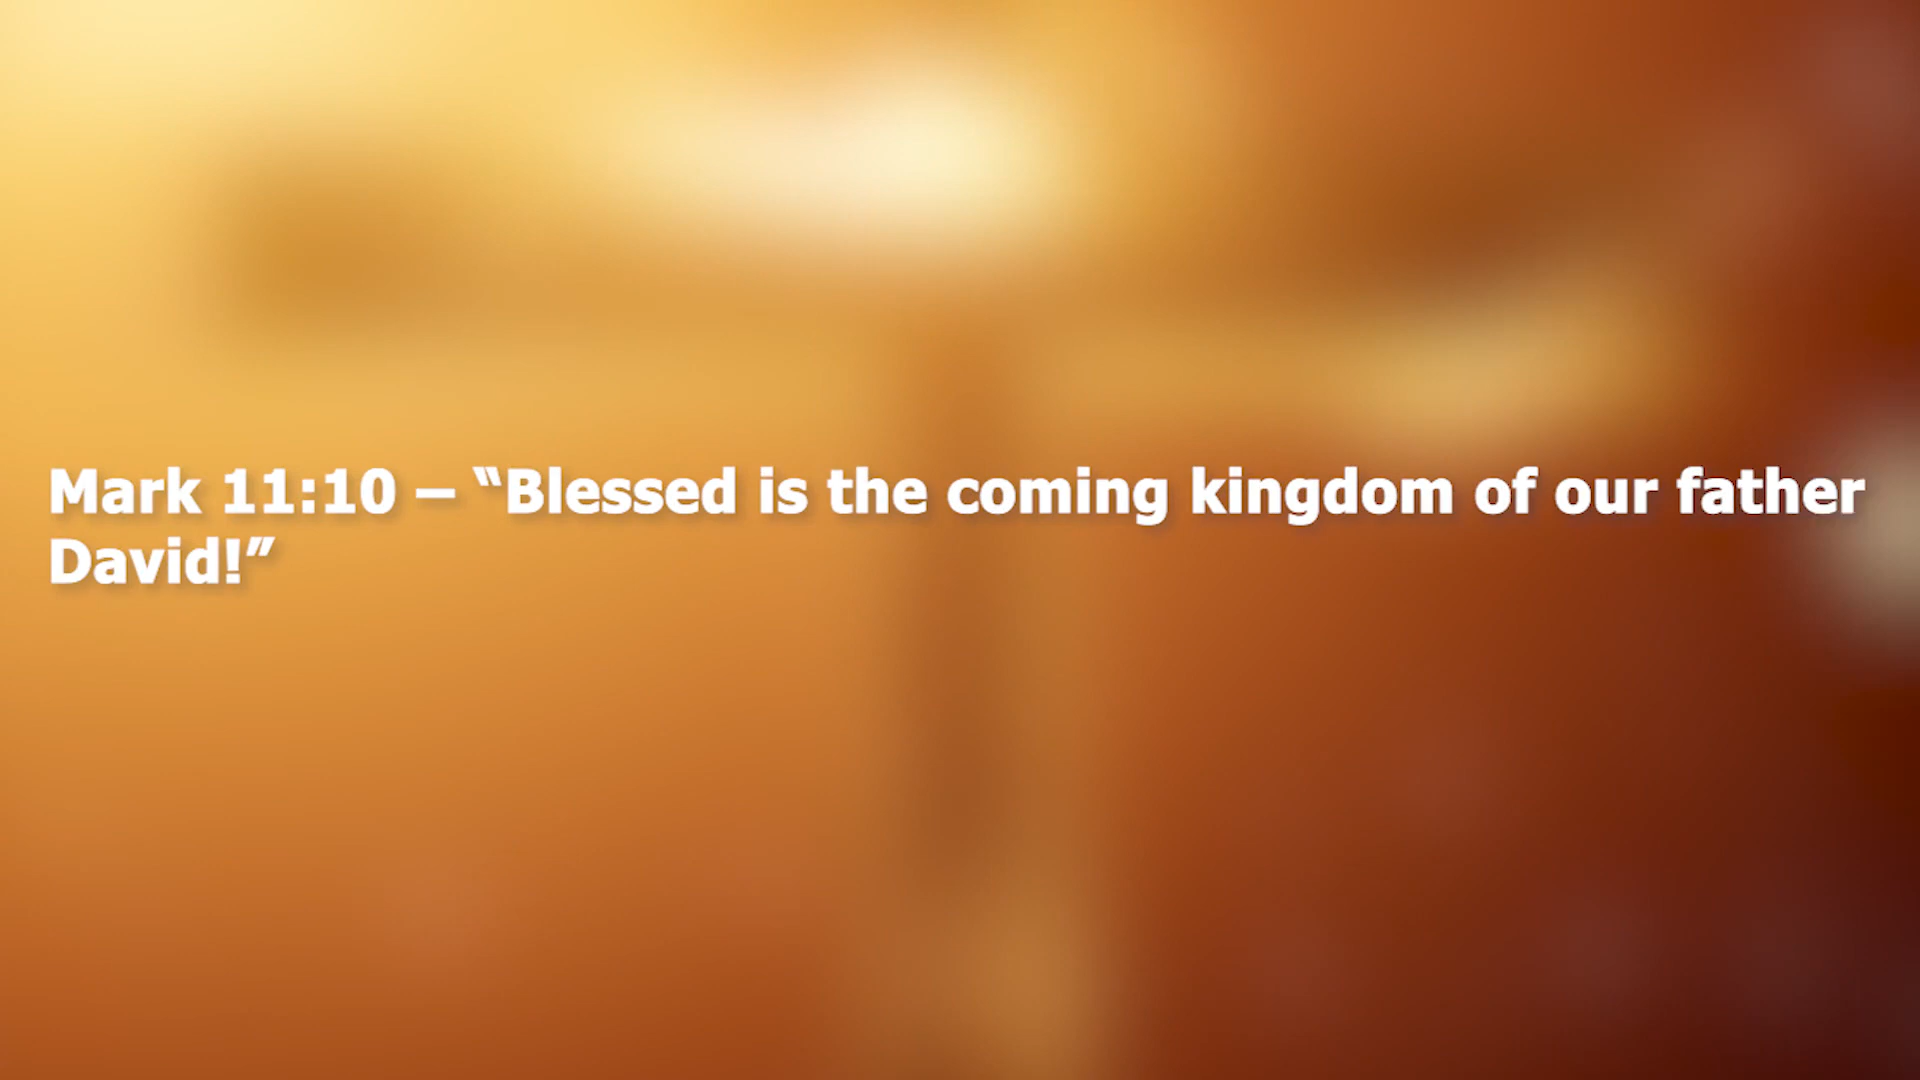 Mark 11:10 – “Blessed is the coming kingdom of our father
David!”